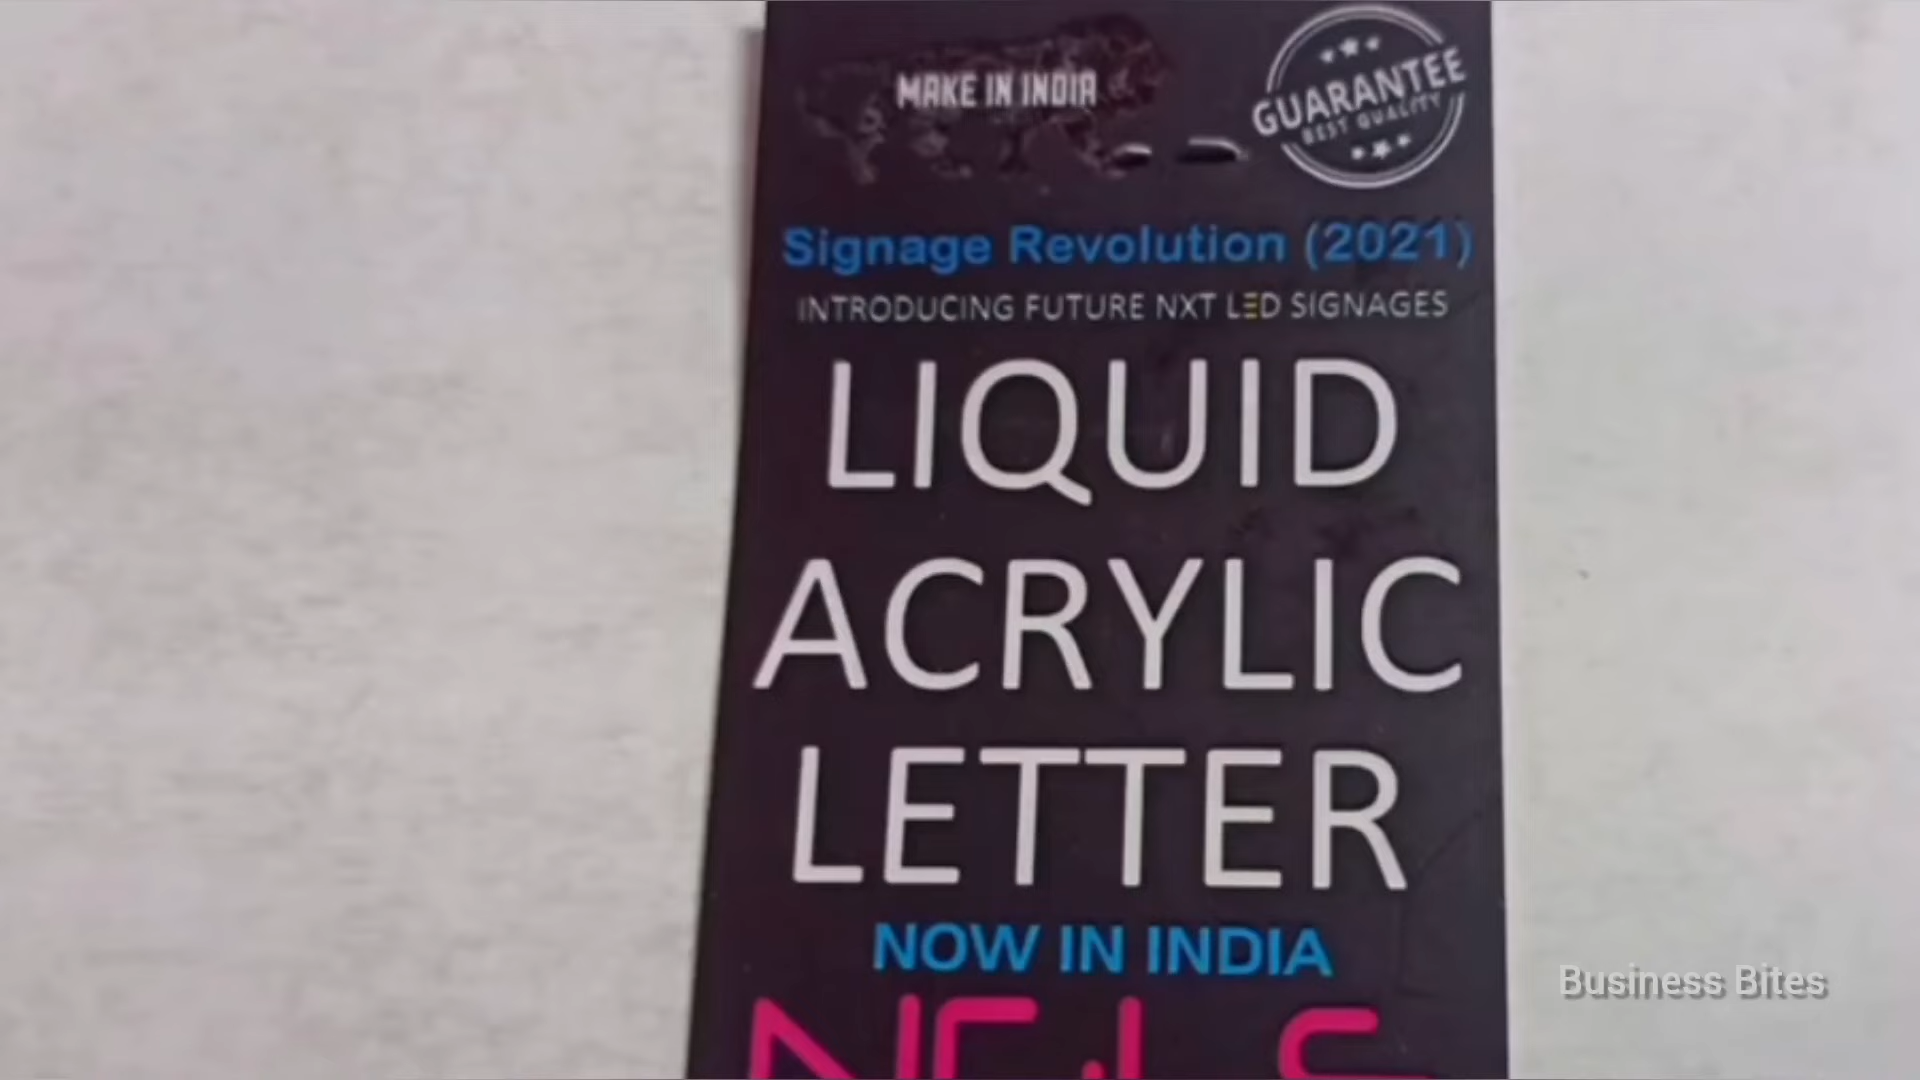 MAKE IN INDIA
GUARANTEE
BEST QUALITY
Signage Revolution (2021)
INTRODUCING FUTURE NXT LED SIGNAGES
LIQUID
ACRYLIC
LETTER
NOW IN INDIA
Business Bites